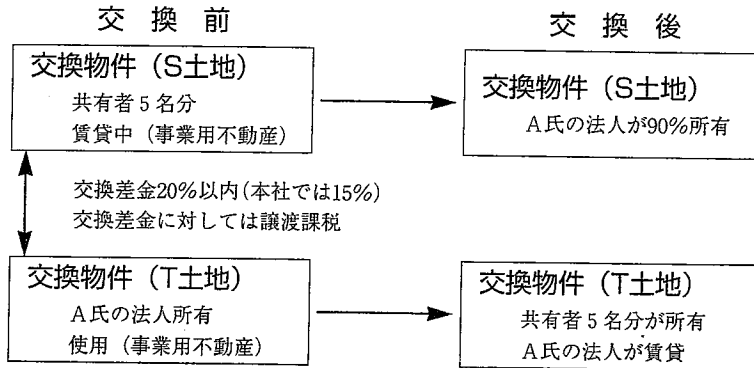 交換前
交換後
交換物件（S土地）
共有者5名分
賃貸中（事業用不動産）
交換物件（S土地）
A氏の法人が90%所有
交換差金20%以内（本社では15%）
交換差金に対しては譲渡課税
交換物件（T土地）
A氏の法人所有
使用（事業用不動産）
交換物件（T土地）
共有者5名分が所有
A氏の法人が賃貸